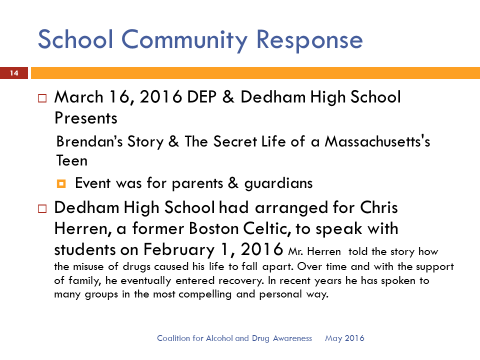 School Community Response
14
March 16, 2016 DEP & Dedham High School
Presents
Brendan's Story & The Secret Life of a Massachusetts's
Teen
Event was for parents & guardians
Dedham High School had arranged for Chris
Herren, a former Boston Celtic, to speak with
students on February 1, 2016 Mr. Herren told the story how
the misuse of drugs caused his life to fall apart. Over time and with the support
of family, he eventually entered recovery. In recent years he has spoken to
many groups in the most compelling and personal way.
Coalition for Alcohol and Drug Awareness May 2016